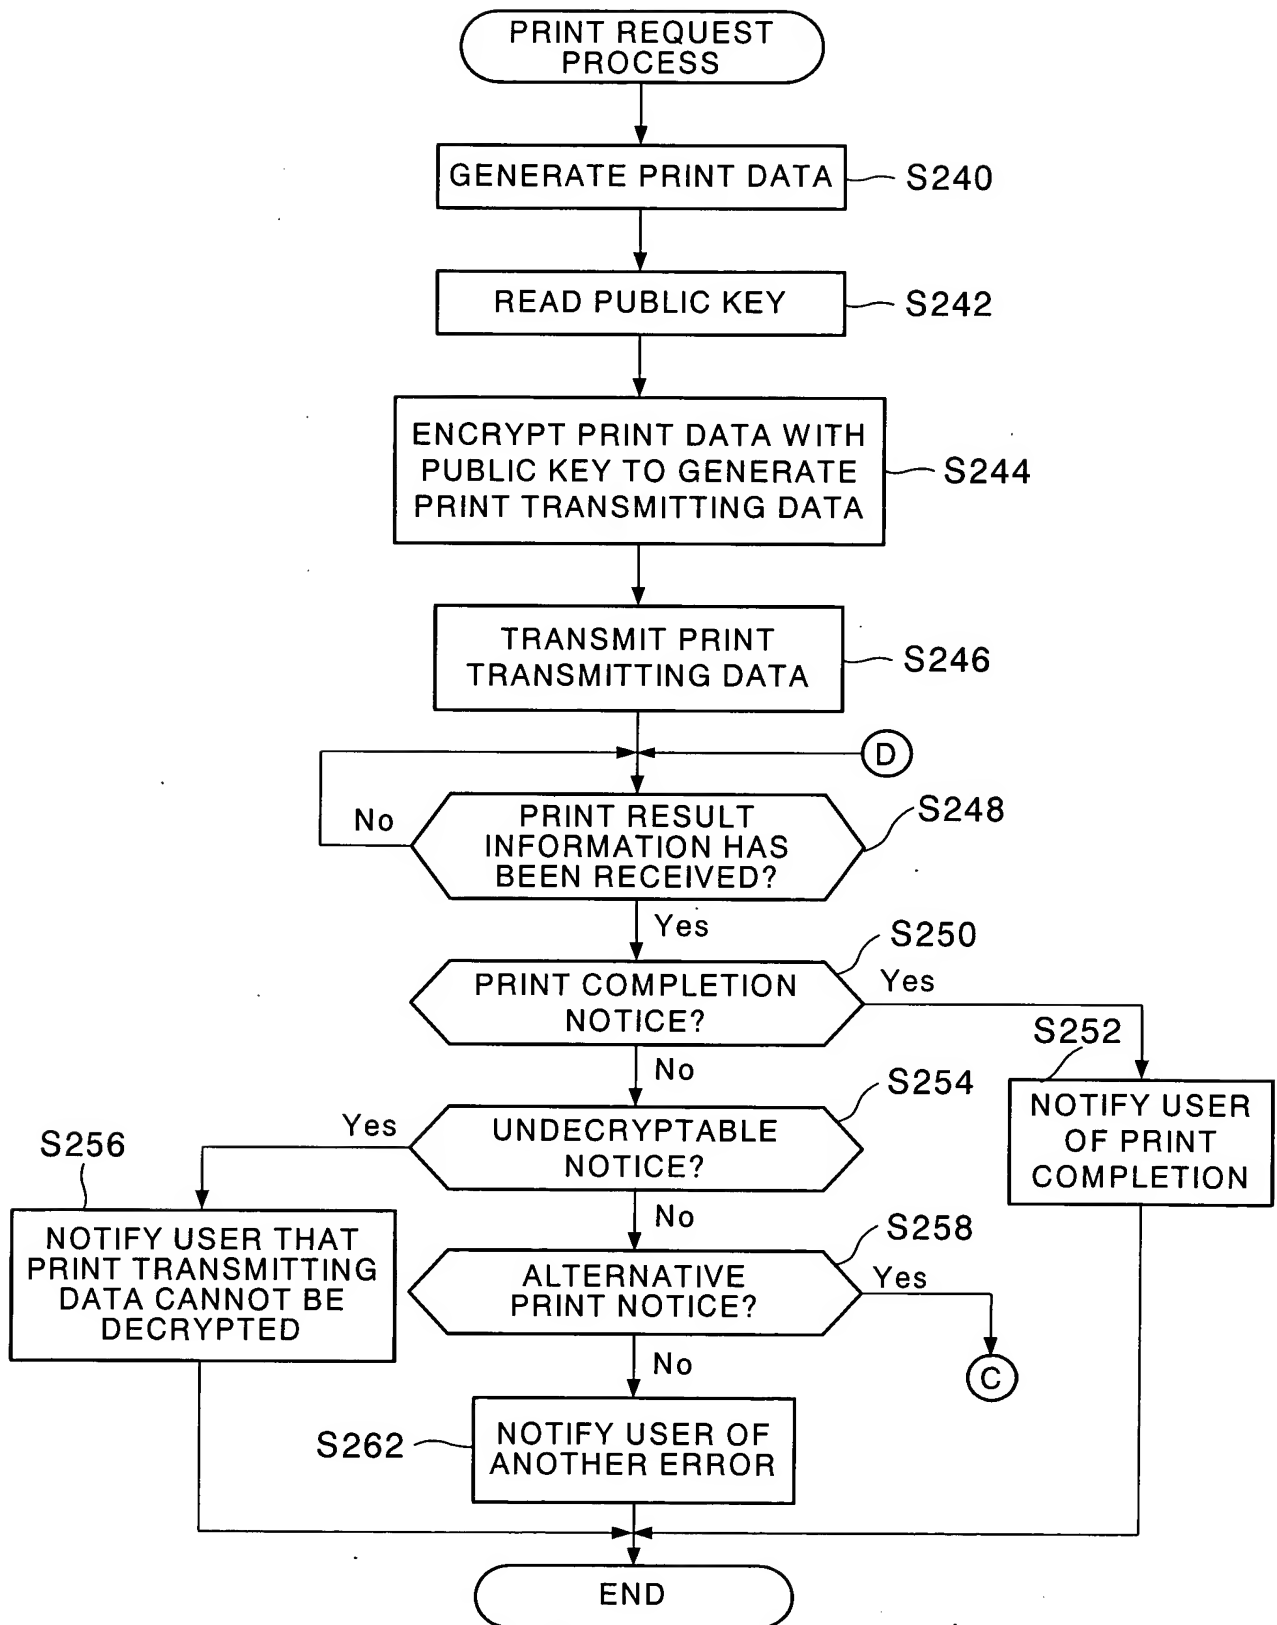 PRINT REQUEST
PROCESS
GENERATE PRINT DATA
S240
READ PUBLIC KEY
S242
ENCRYPT PRINT DATA WITH
PUBLIC KEY TO GENERATE
PRINT TRANSMITTING DATA
S244
TRANSMIT PRINT
TRANSMITTING DATA
S246
D
No
PRINT RESULT
INFORMATION HAS
BEEN RECEIVED?
S248
Yes
S250
PRINT COMPLETION
NOTICE?
Yes
S252
No
NOTIFY USER
OF PRINT
COMPLETION
S254
Yes
UNDECRYPTABLE
NOTICE?
S256
No
NOTIFY USER THAT
PRINT TRANSMITTING
DATA CANNOT BE
DECRYPTED
S258
ALTERNATIVE
PRINT NOTICE?
Yes
C
No
S262
NOTIFY USER OF
ANOTHER ERROR
END